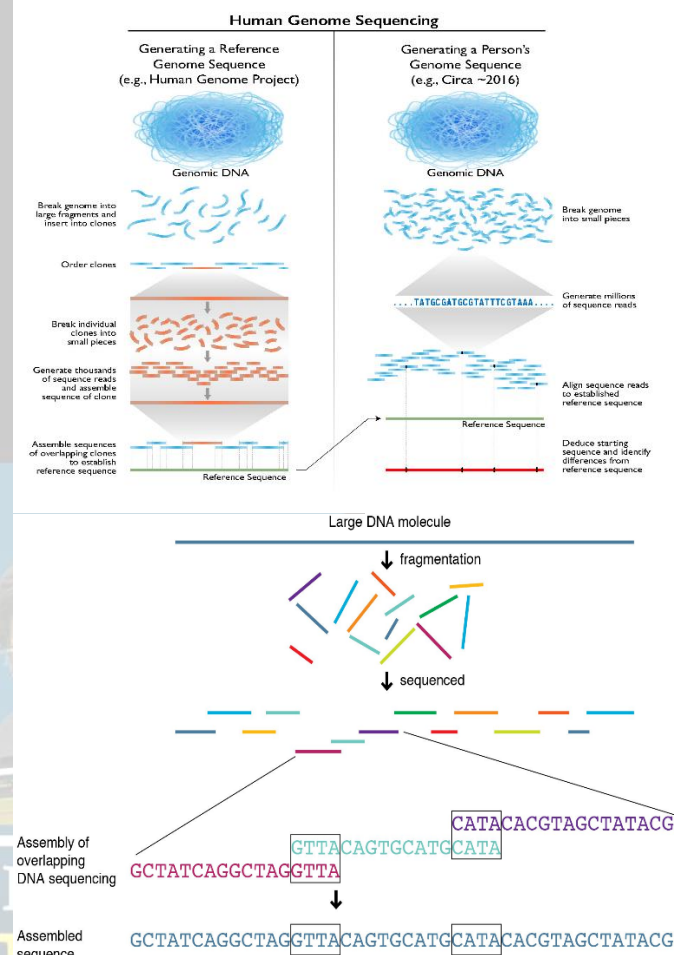 Human Genome Sequencing
Generating a Reference
Genome Sequence
(e.g., Human Genome Project)
Genomic DNA
Break genome into
large fragments and
insert into clones
Order clones
Break individual
clones into
small pieces
Generate thousands
of sequence reads
and assemble
sequence of clone
Assemble sequences
of overlapping clones
to establish
reference sequence
Reference Sequence
Generating a Person's
Genome Sequence
(e.g., Circa ~2016)
Genomic DNA
Break genome
into small pieces
....TATGCGATGCGTATTTCGTAAA....
Generate millions
of sequence reads
Align sequence reads
to established
reference sequence
Reference Sequence
Deduce starting
sequence and identify
differences from
reference sequence
Large DNA molecule
fragmentation
sequenced
Assembly of
overlapping
DNA sequencing
CATACACGTAGCTATACG
GTTACAGTGCATGCATA
GCTATCAGGCTAGGTTA
Assembled
sequence
GCTATCAGGCTAGGTTACAGTGCATGCATACACGTAGCTATACG